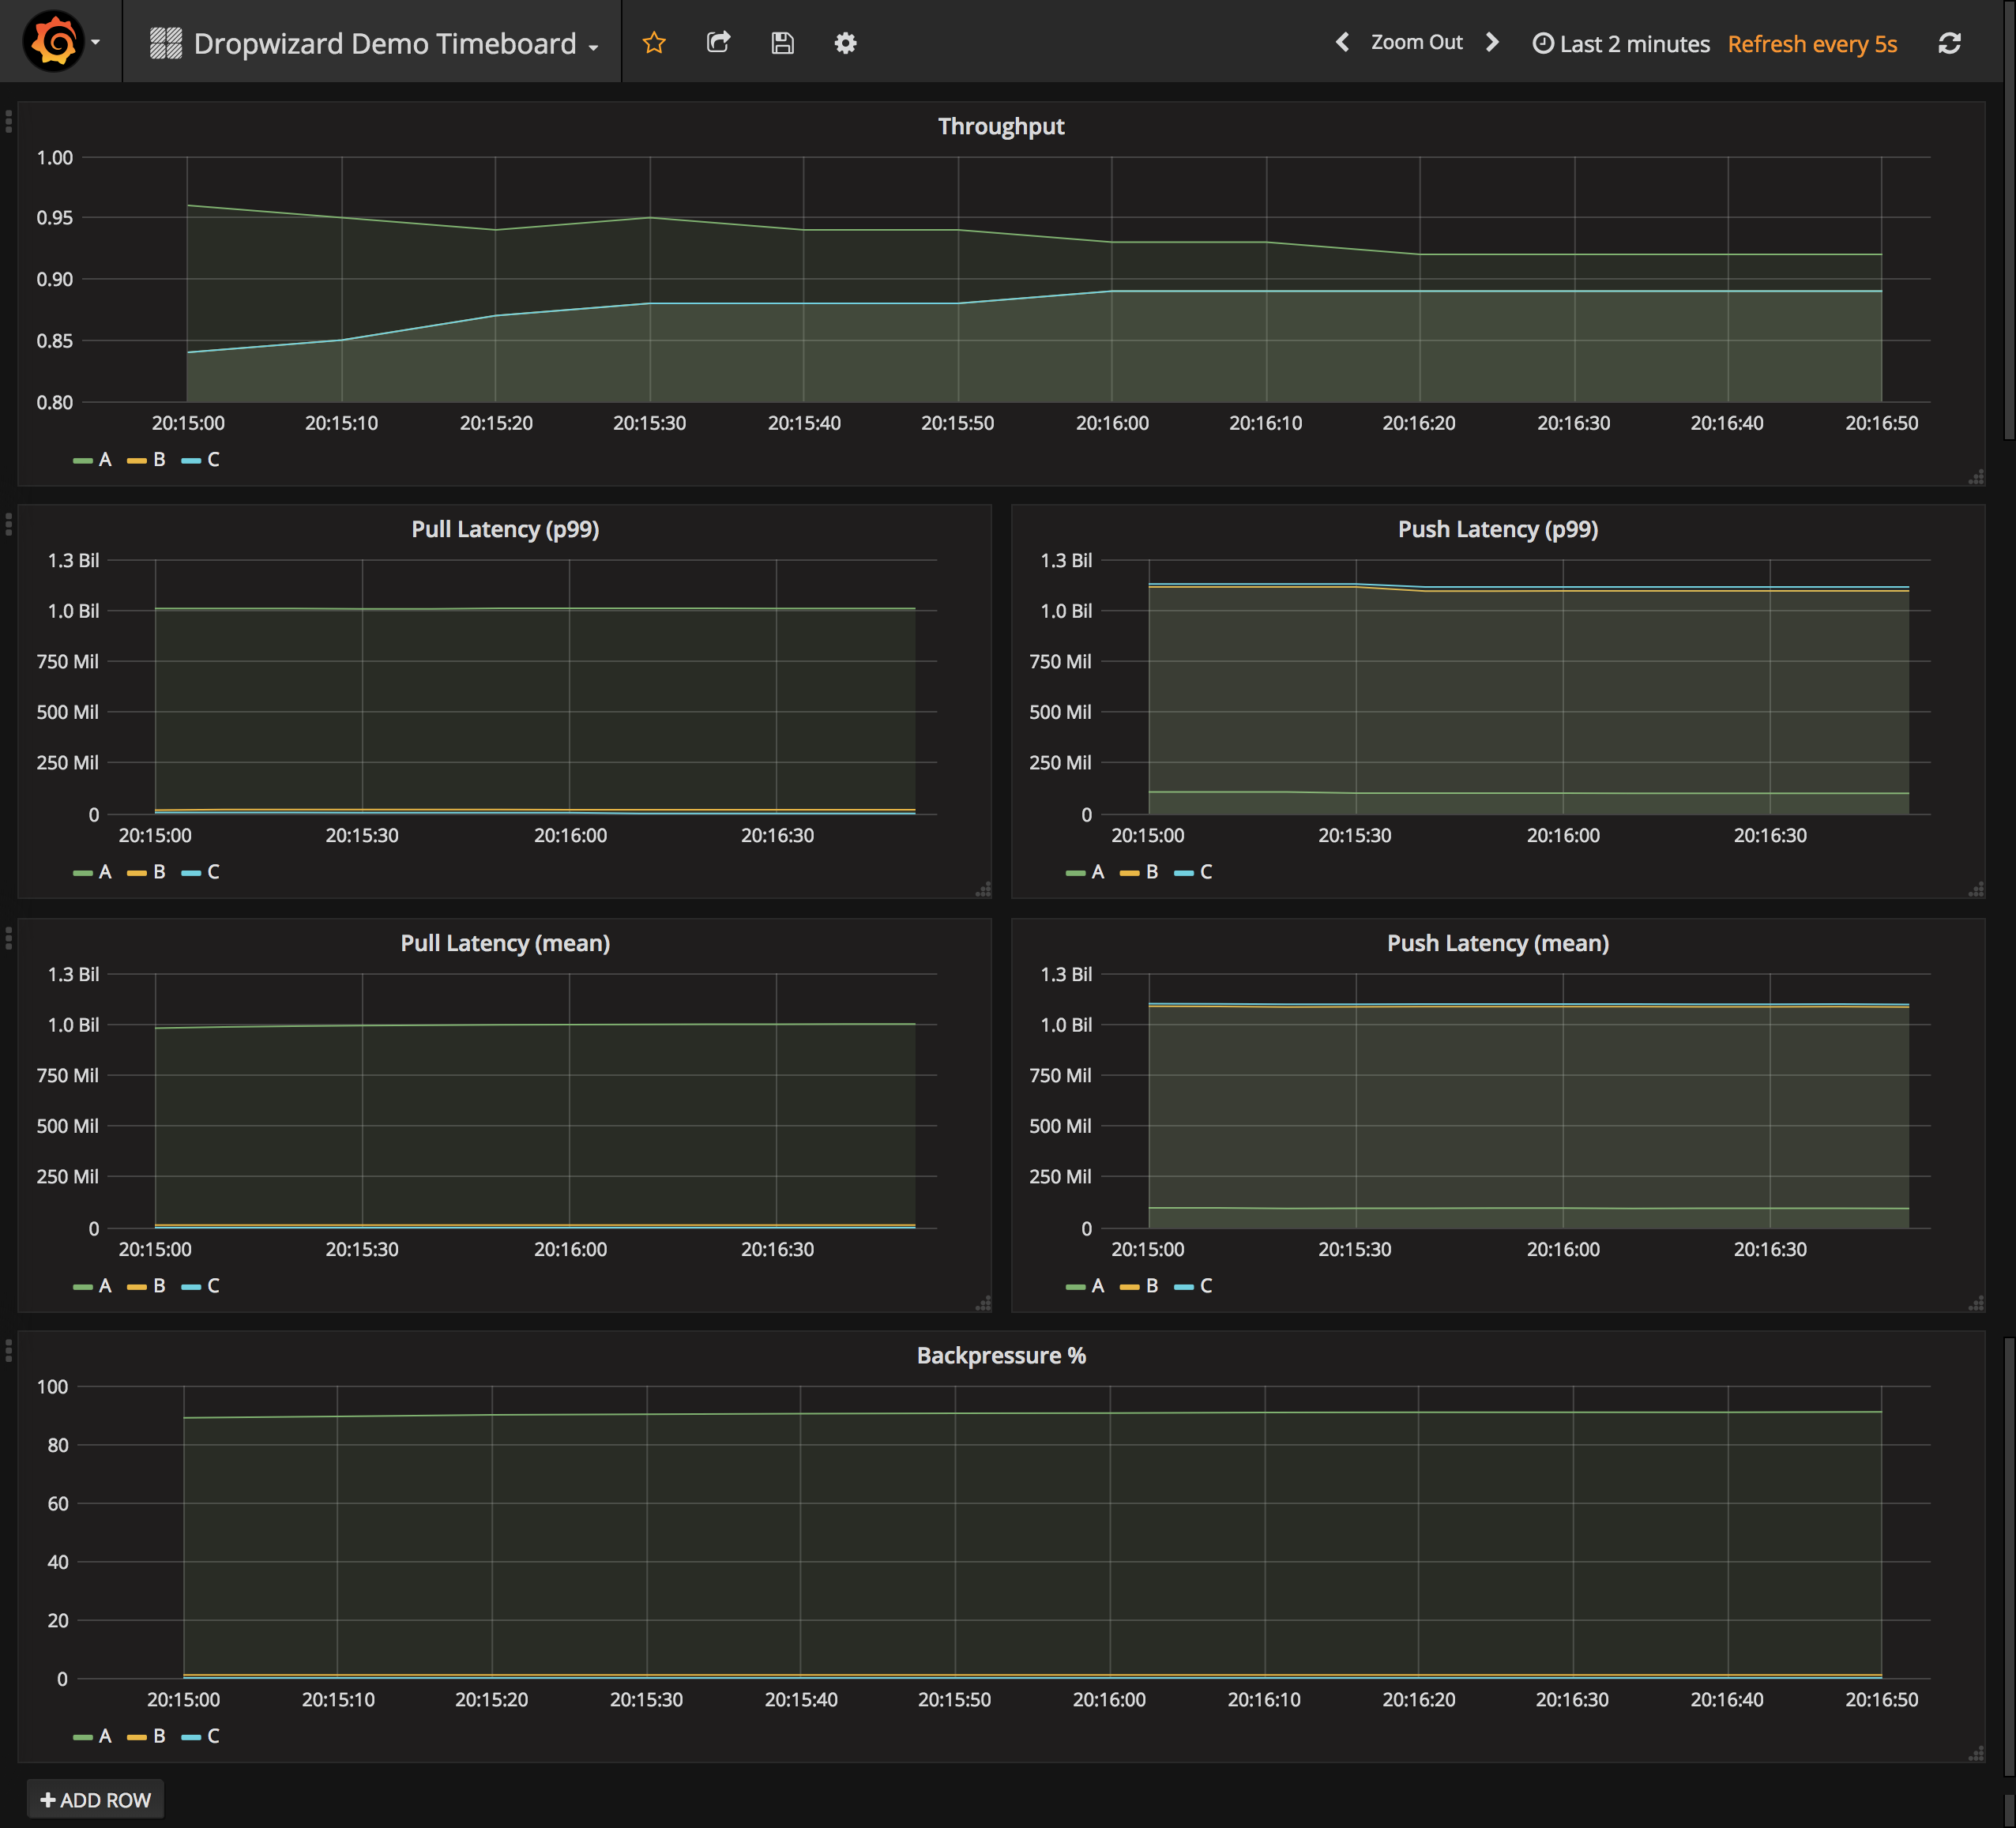 Dropwizard Demo Timeboard
Zoom Out
Last 2 minutes
Refresh every 5s
Throughput
1.00
0.95
0.90
0.85
0.80
20:15:00 20:15:10 20:15:20 20:15:30 20:15:40 20:15:50 20:16:00 20:16:10 20:16:20 20:16:30 20:16:40 20:16:50
A B C
Pull Latency (p99)
1.3 Bil
1.0 Bil
750 Mil
500 Mil
250 Mil
0
20:15:00 20:15:30 20:16:00 20:16:30
A B C
Push Latency (p99)
1.3 Bil
1.0 Bil
750 Mil
500 Mil
250 Mil
0
20:15:00 20:15:30 20:16:00 20:16:30
A B C
Pull Latency (mean)
1.3 Bil
1.0 Bil
750 Mil
500 Mil
250 Mil
0
20:15:00 20:15:30 20:16:00 20:16:30
A B C
Push Latency (mean)
1.3 Bil
1.0 Bil
750 Mil
500 Mil
250 Mil
0
20:15:00 20:15:30 20:16:00 20:16:30
A B C
Backpressure %
100
80
60
40
20
0
20:15:00 20:15:10 20:15:20 20:15:30 20:15:40 20:15:50 20:16:00 20:16:10 20:16:20 20:16:30 20:16:40 20:16:50
A B C
+ ADD ROW